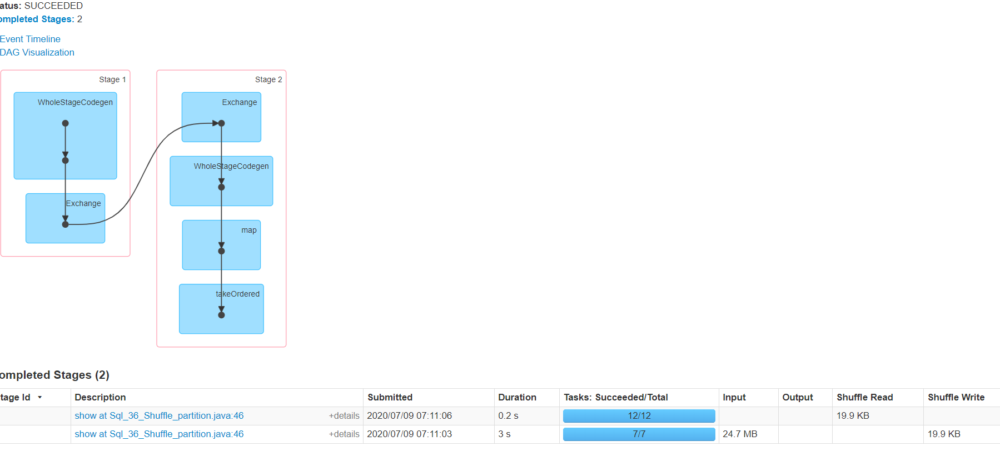 atus: SUCCEEDED
ompleted Stages: 2
Event Timeline
DAG Visualization
Stage 1
WholeStageCodegen
Exchange
Stage 2
Exchange
WholeStageCodegen
map
takeOrdered
ompleted Stages (2)
tage Id Description Submitted Duration Tasks: Succeeded/Total Input Output Shuffle Read Shuffle Write
show at Sql_36_Shuffle_partition.java:46 +details 2020/07/09 07:11:06 0.2 s 12/12 19.9 KB
show at Sql_36_Shuffle_partition.java:46 +details 2020/07/09 07:11:03 3 s 7/7 24.7 MB 19.9 KB